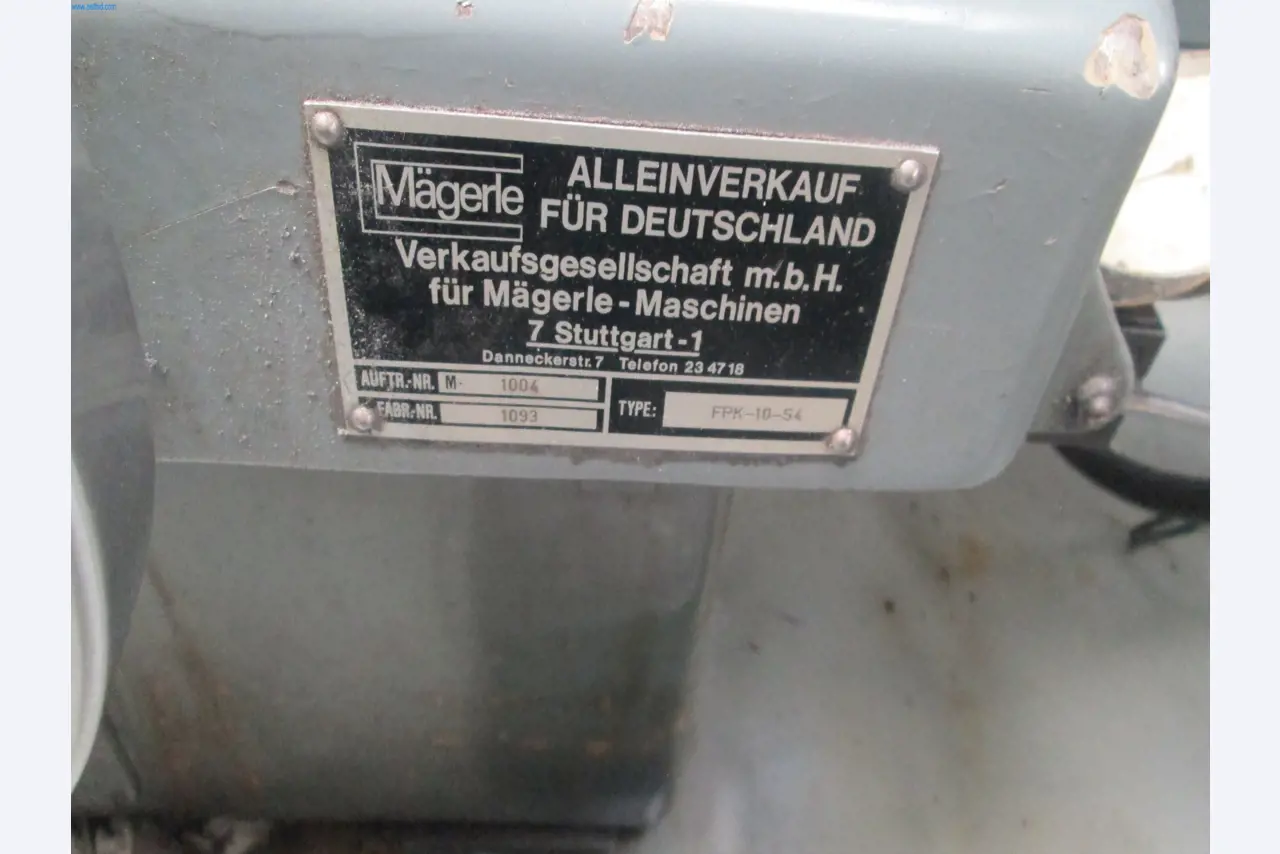 Mägerle
ALLEINVERKAUF
FÜR DEUTSCHLAND
Verkaufsgesellschaft m.b.H.
für Mägerle-Maschinen
7 Stuttgart-1
Danneckerstr. 7 Telefon 23 47 18
AUFTR.-NR. M- 1004
FABR.-NR. 1093
TYPE: FPK-10-S4